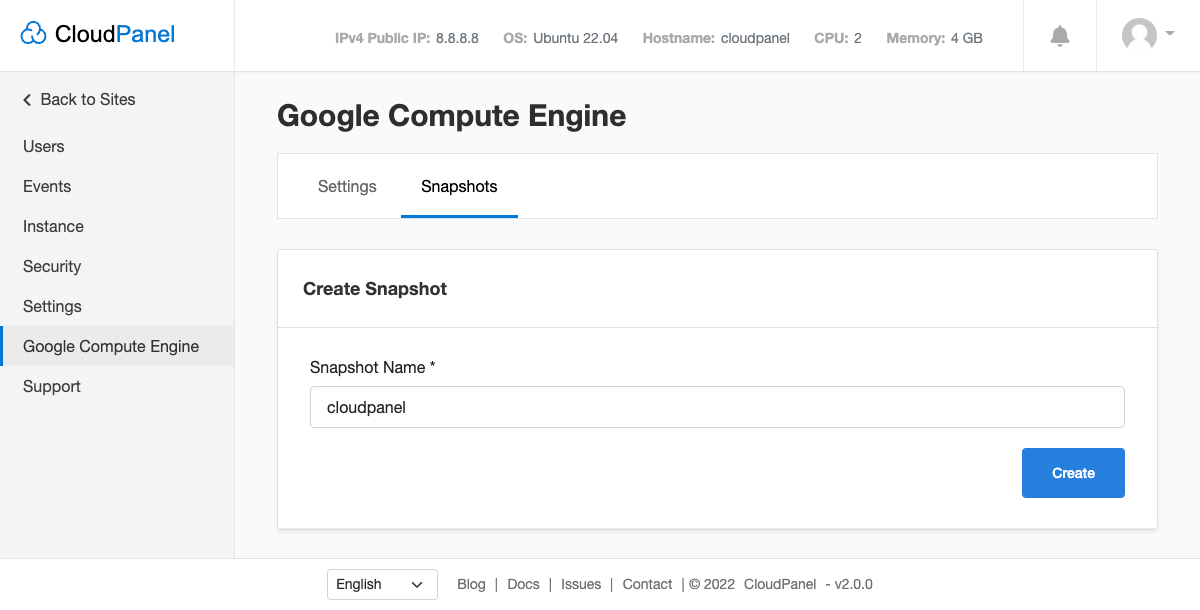 CloudPanel
IPv4 Public IP: 8.8.8.8 OS: Ubuntu 22.04 Hostname: cloudpanel CPU: 2 Memory: 4 GB
Back to Sites
Users
Events
Instance
Security
Settings
Google Compute Engine
Support
Google Compute Engine
Settings Snapshots
Create Snapshot
Snapshot Name *
cloudpanel
Create
English Blog | Docs | Issues | Contact | © 2022 CloudPanel - v2.0.0